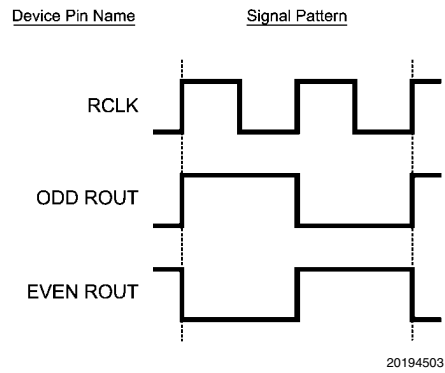 Device Pin Name Signal Pattern
RCLK
ODD ROUT
EVEN ROUT
20194503